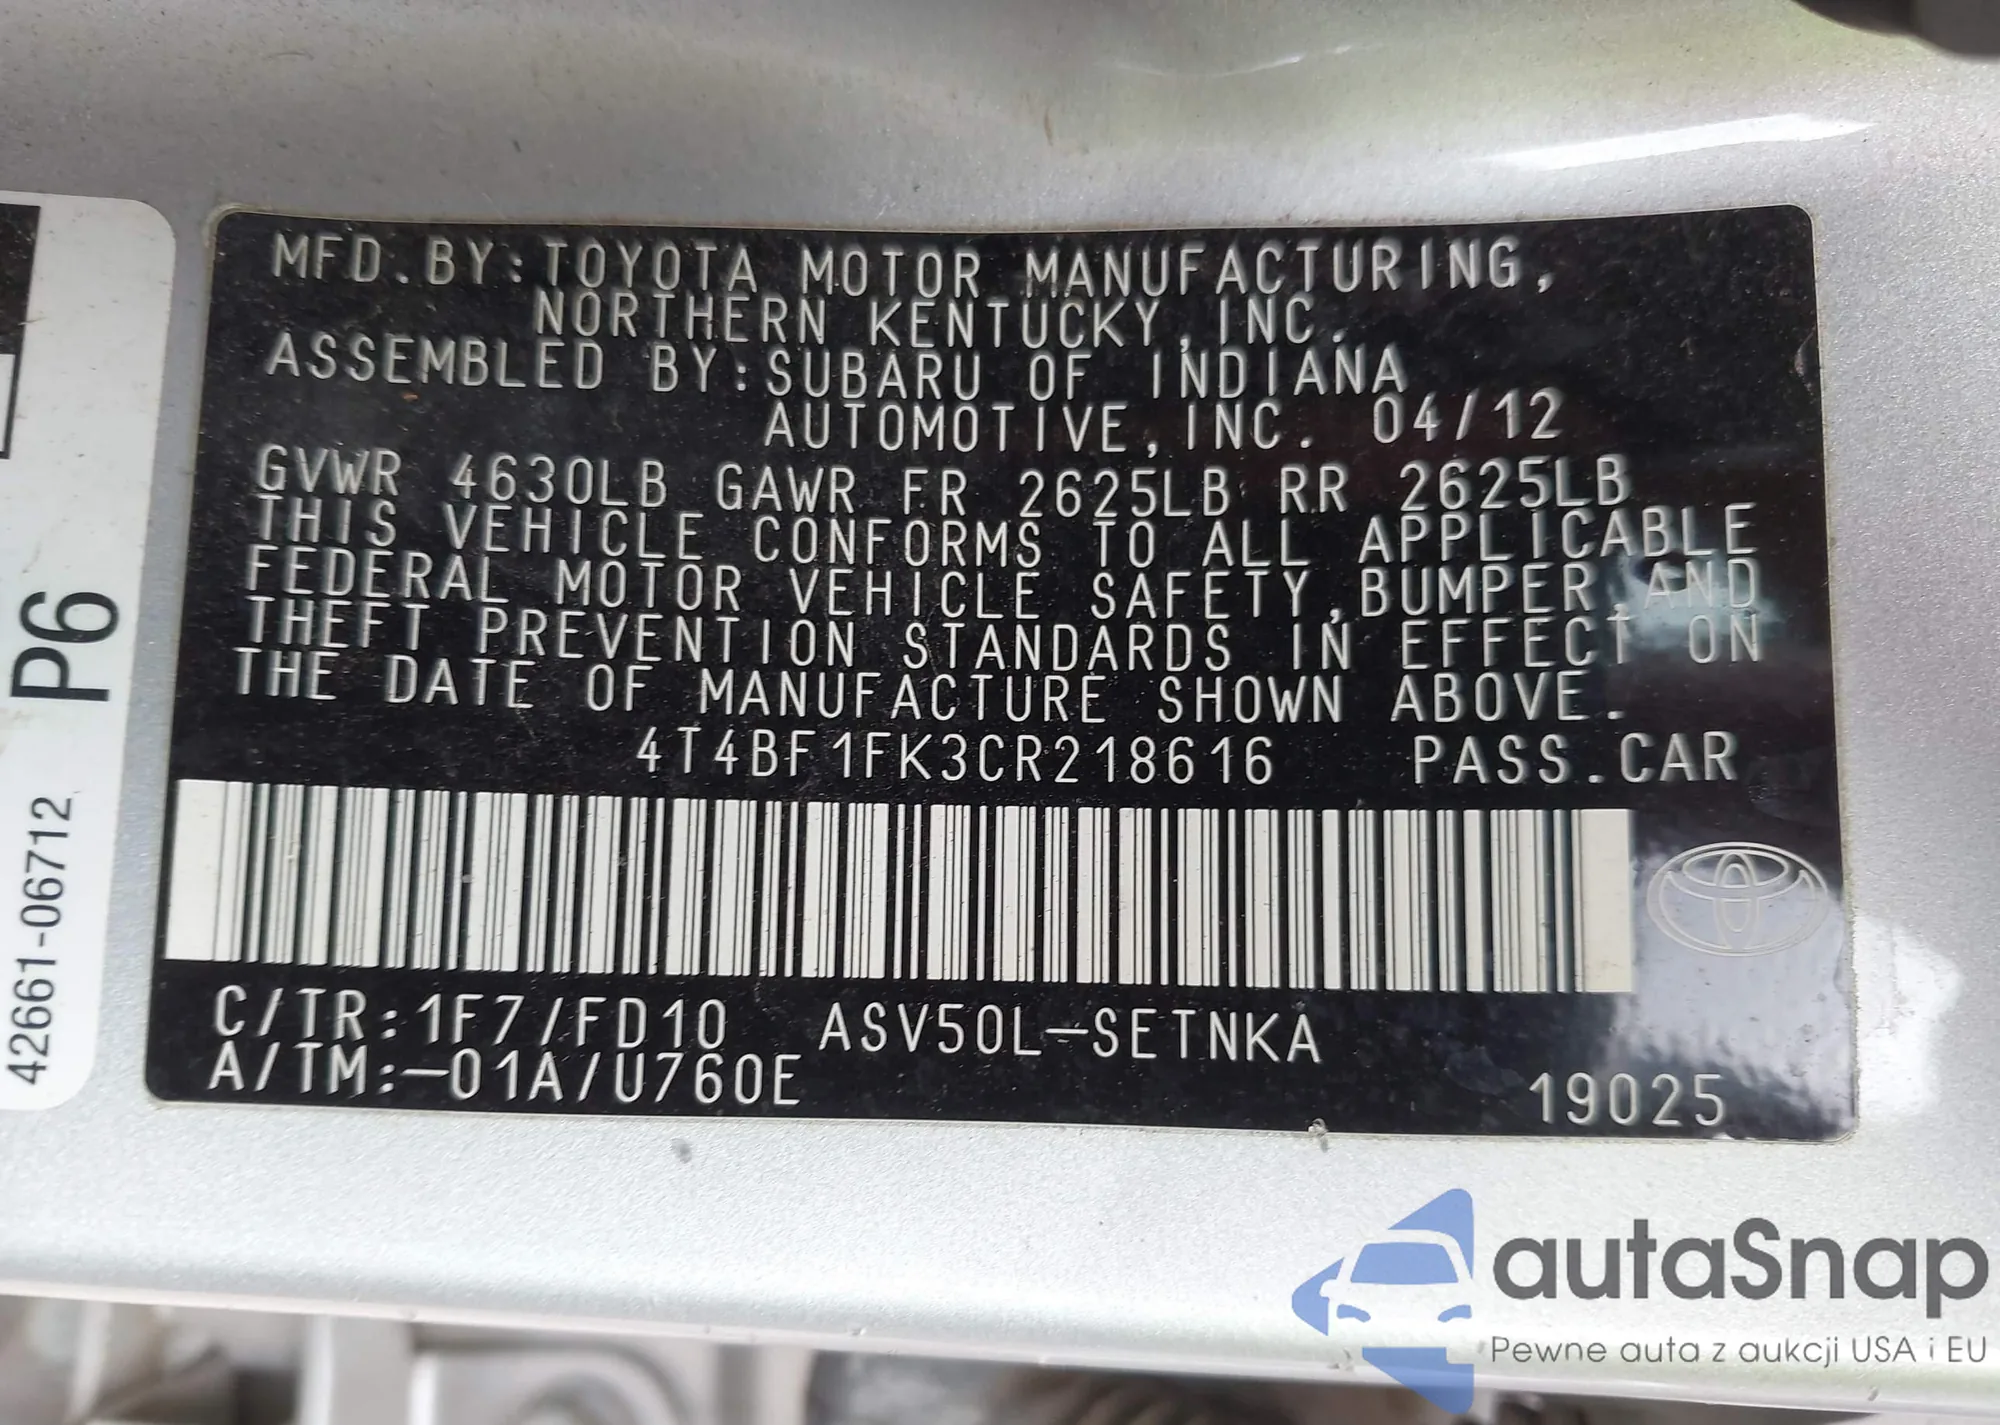 MFD.BY:TOYOTA MOTOR MANUFACTURING,
NORTHERN KENTUCKY,INC.
ASSEMBLED BY:SUBARU OF INDIANA
AUTOMOTIVE,INC. 04/12
GVWR 4630LB GAWR FR 2625LB RR 2625LB
THIS VEHICLE CONFORMS TO ALL APPLICABLE
FEDERAL MOTOR VEHICLE SAFETY,BUMPER,AND
THEFT PREVENTION STANDARDS IN EFFECT ON
THE DATE OF MANUFACTURE SHOWN ABOVE.
4T4BF1FK3CR218616 PASS.CAR
C/TR:1F7/FD10 ASV50L-SETNKA
A/TM:-01A/U760E
19025
P6
42661-06712
autaSnap
Pewne auta z aukcji USA i EU